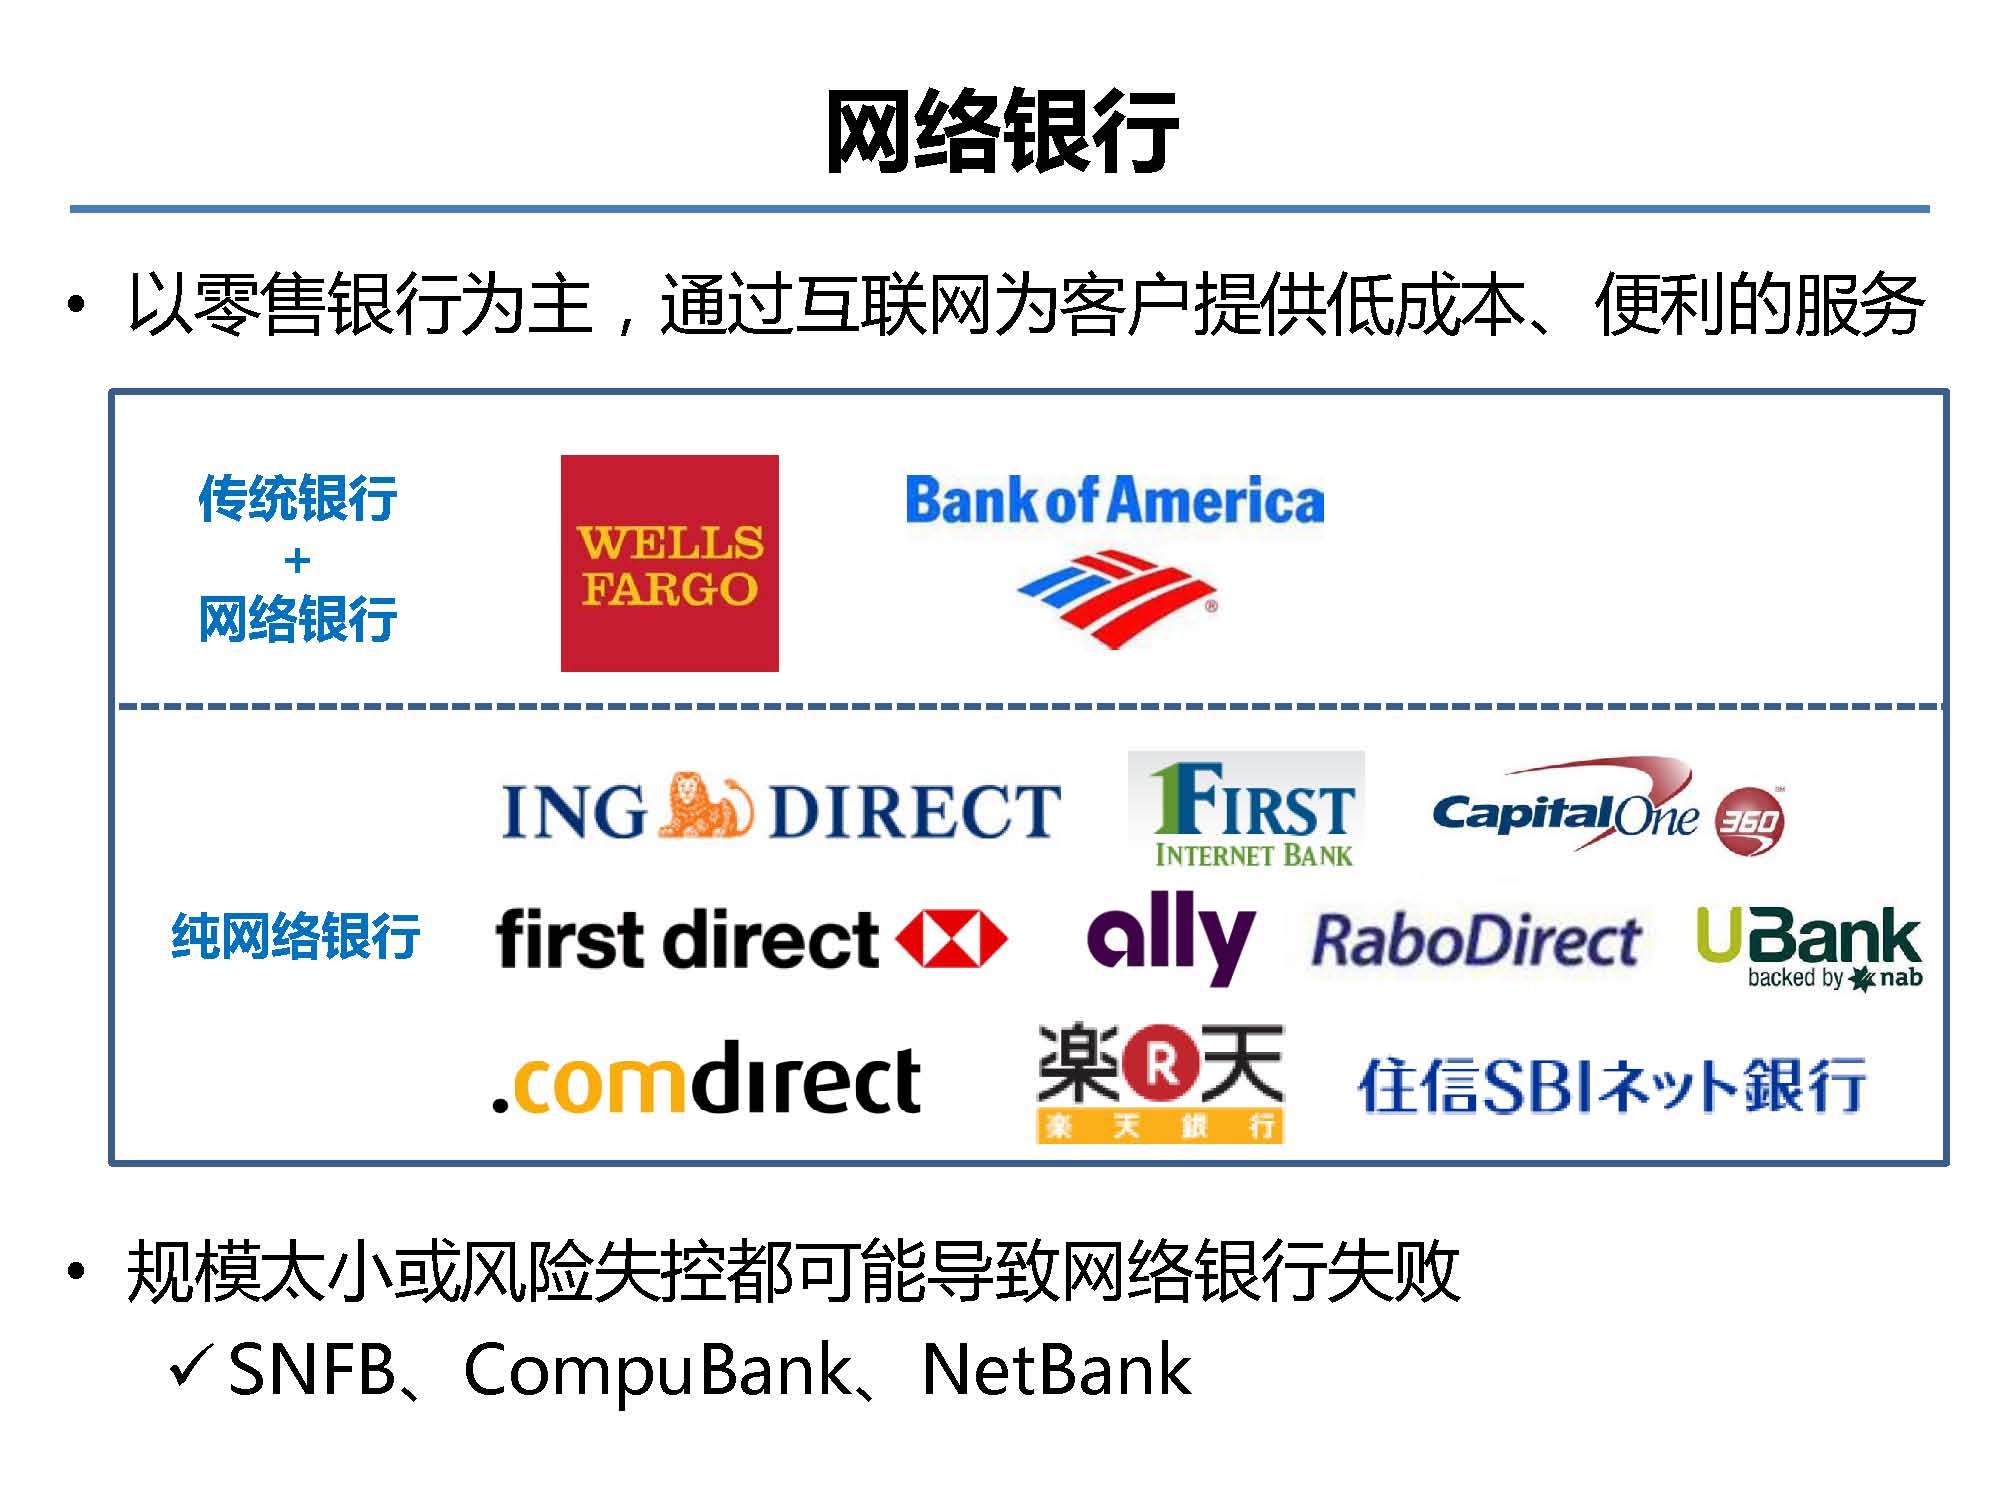 网络银行
• 以零售银行为主，通过互联网为客户提供低成本、便利的服务
传统银行
+
网络银行
WELLS
FARGO
Bank of America
®
ING DIRECT
1FIRST
INTERNET BANK
CapitalOne 360 SM
纯网络银行
first direct
ally
RaboDirect
UBank
backed by nab
.comdirect
楽R天
楽天銀行
住信SBIネット銀行
• 规模太小或风险失控都可能导致网络银行失败
✓ SNFB、CompuBank、NetBank